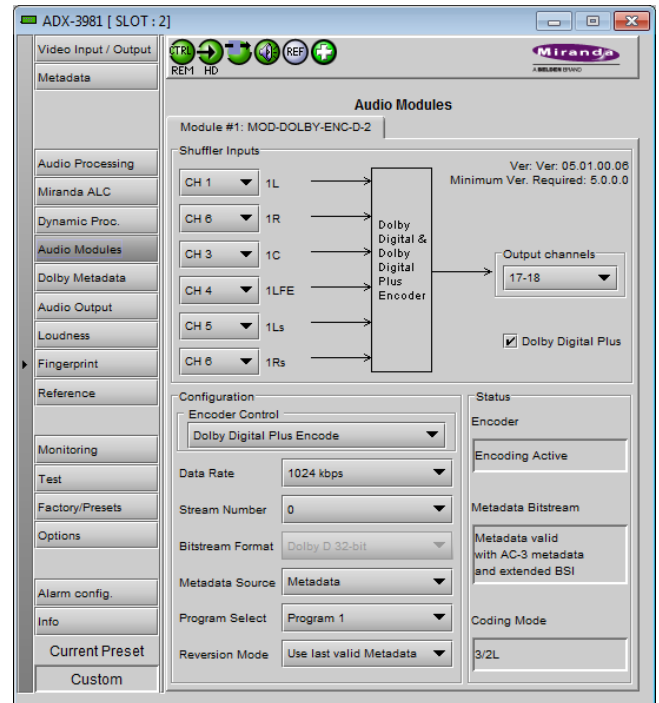 ADX-3981 [ SLOT : 2]
Video Input / Output
Metadata
Audio Processing
Miranda ALC
Dynamic Proc.
Audio Modules
Dolby Metadata
Audio Output
Loudness
Fingerprint
Reference
Monitoring
Test
Factory/Presets
Options
Alarm config.
Info
Current Preset
Custom
CTRL
REF
REM HD
Miranda
A BELDEN BRAND
Audio Modules
Module #1: MOD-DOLBY-ENC-D-2
Shuffler Inputs
Ver: Ver: 05.01.00.06
Minimum Ver. Required: 5.0.0.0
CH 1 1L
CH 6 1R
CH 3 1C
CH 4 1LFE
CH 5 1Ls
CH 6 1Rs
Dolby
Digital &
Dolby
Digital
Plus
Encoder
Output channels
17-18
Dolby Digital Plus
Configuration
Encoder Control
Dolby Digital Plus Encode
Data Rate 1024 kbps
Stream Number 0
Bitstream Format Dolby D 32-bit
Metadata Source Metadata
Program Select Program 1
Reversion Mode Use last valid Metadata
Status
Encoder
Encoding Active
Metadata Bitstream
Metadata valid
with AC-3 metadata
and extended BSI
Coding Mode
3/2L